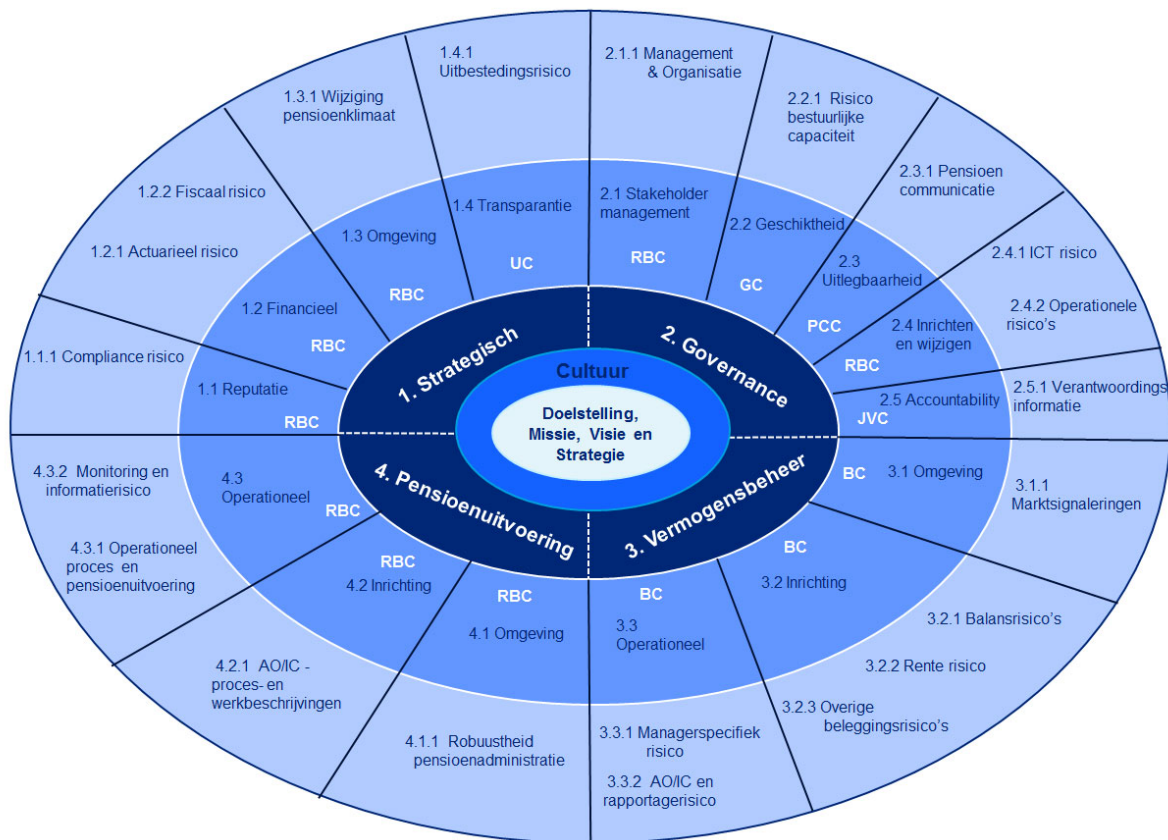 1.4.1
Uitbestedingsrisico
2.1.1 Management
& Organisatie
1.3.1 Wijziging
pensioenklimaat
2.2.1 Risico
bestuurlijke
capaciteit
1.2.2 Fiscaal risico
2.3.1 Pensioen
communicatie
1.2.1 Actuarieel risico
2.4.1 ICT risico
2.4.2 Operationele
risico's
1.1.1 Compliance risico
2.5.1 Verantwoordings
informatie
1.4 Transparantie
UC
2.1 Stakeholder
management
RBC
1.3 Omgeving
RBC
2.2 Geschiktheid
GC
1.2 Financieel
RBC
2.3
Uitlegbaarheid
PCC
2.4 Inrichten
en wijzigen
RBC
1.1 Reputatie
RBC
2.5 Accountability
JVC
1. Strategisch
2. Governance
Cultuur
Doelstelling,
Missie, Visie en
Strategie
4. Pensioenuitvoering
3. Vermogensbeheer
4.3
Operationeel
RBC
BC
3.1 Omgeving
RBC
4.2 Inrichting
BC
3.2 Inrichting
RBC
4.1 Omgeving
BC
3.3
Operationeel
4.3.2 Monitoring en
informatierisico
3.1.1
Marktsignaleringen
4.3.1 Operationeel
proces en
pensioenuitvoering
3.2.1 Balansrisico's
3.2.2 Rente risico
3.2.3 Overige
beleggingsrisico's
4.2.1 AO/IC -
proces- en
werkbeschrijvingen
4.1.1 Robuustheid
pensioenadministratie
3.3.1 Managerspecifiek
risico
3.3.2 AO/IC en
rapportagerisico